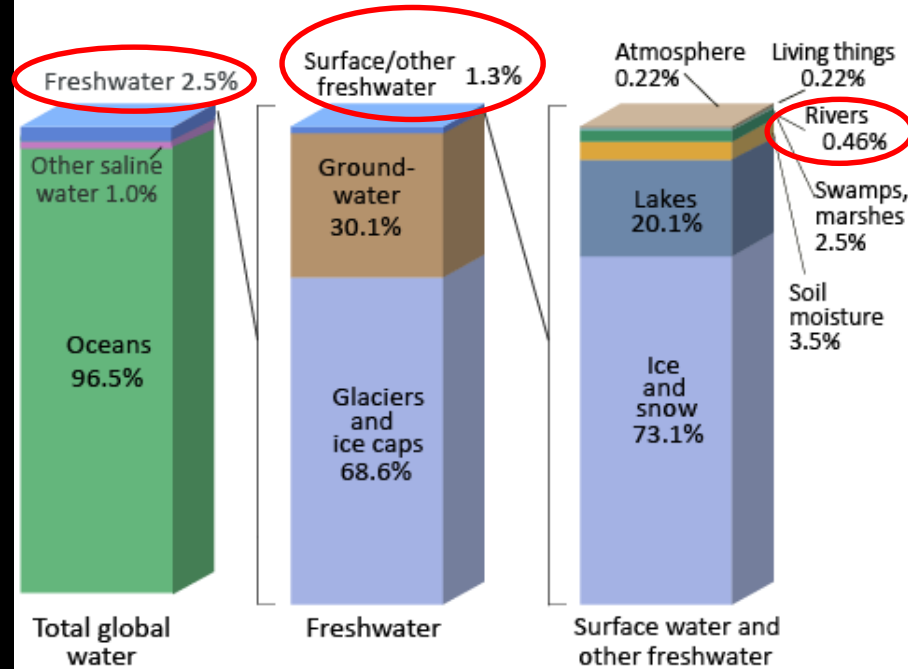 Freshwater 2.5%
Other saline
water 1.0%
Oceans
96.5%
Total global
water
Surface/other
freshwater 1.3%
Ground-
water
30.1%
Glaciers
and
ice caps
68.6%
Freshwater
Atmosphere
0.22%
Living things
0.22%
Rivers
0.46%
Swamps,
marshes
2.5%
Soil
moisture
3.5%
Lakes
20.1%
Ice
and
snow
73.1%
Surface water and
other freshwater